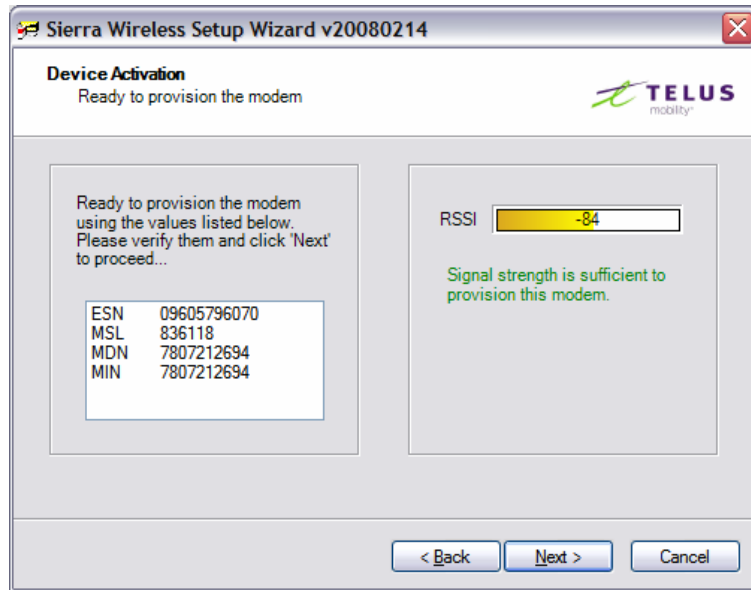 Sierra Wireless Setup Wizard v20080214
Device Activation
Ready to provision the modem
TELUS
mobility
Ready to provision the modem
using the values listed below.
Please verify them and click 'Next'
to proceed...
ESN 09605796070
MSL 836118
MDN 7807212694
MIN 7807212694
RSSI -84
Signal strength is sufficient to
provision this modem.
< Back Next > Cancel